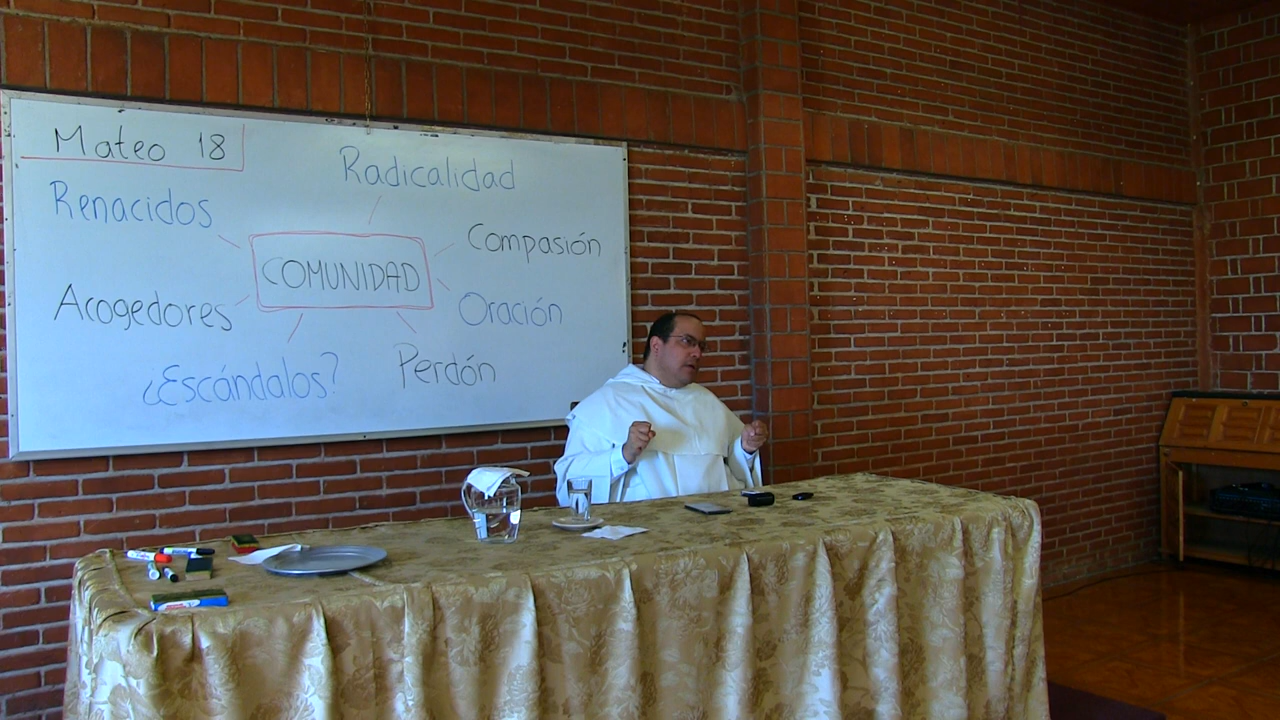 Mateo 18
Radicalidad
Renacidos
Compasión
COMUNIDAD
Acogedores
Oración
¿Escándalos?
Perdón